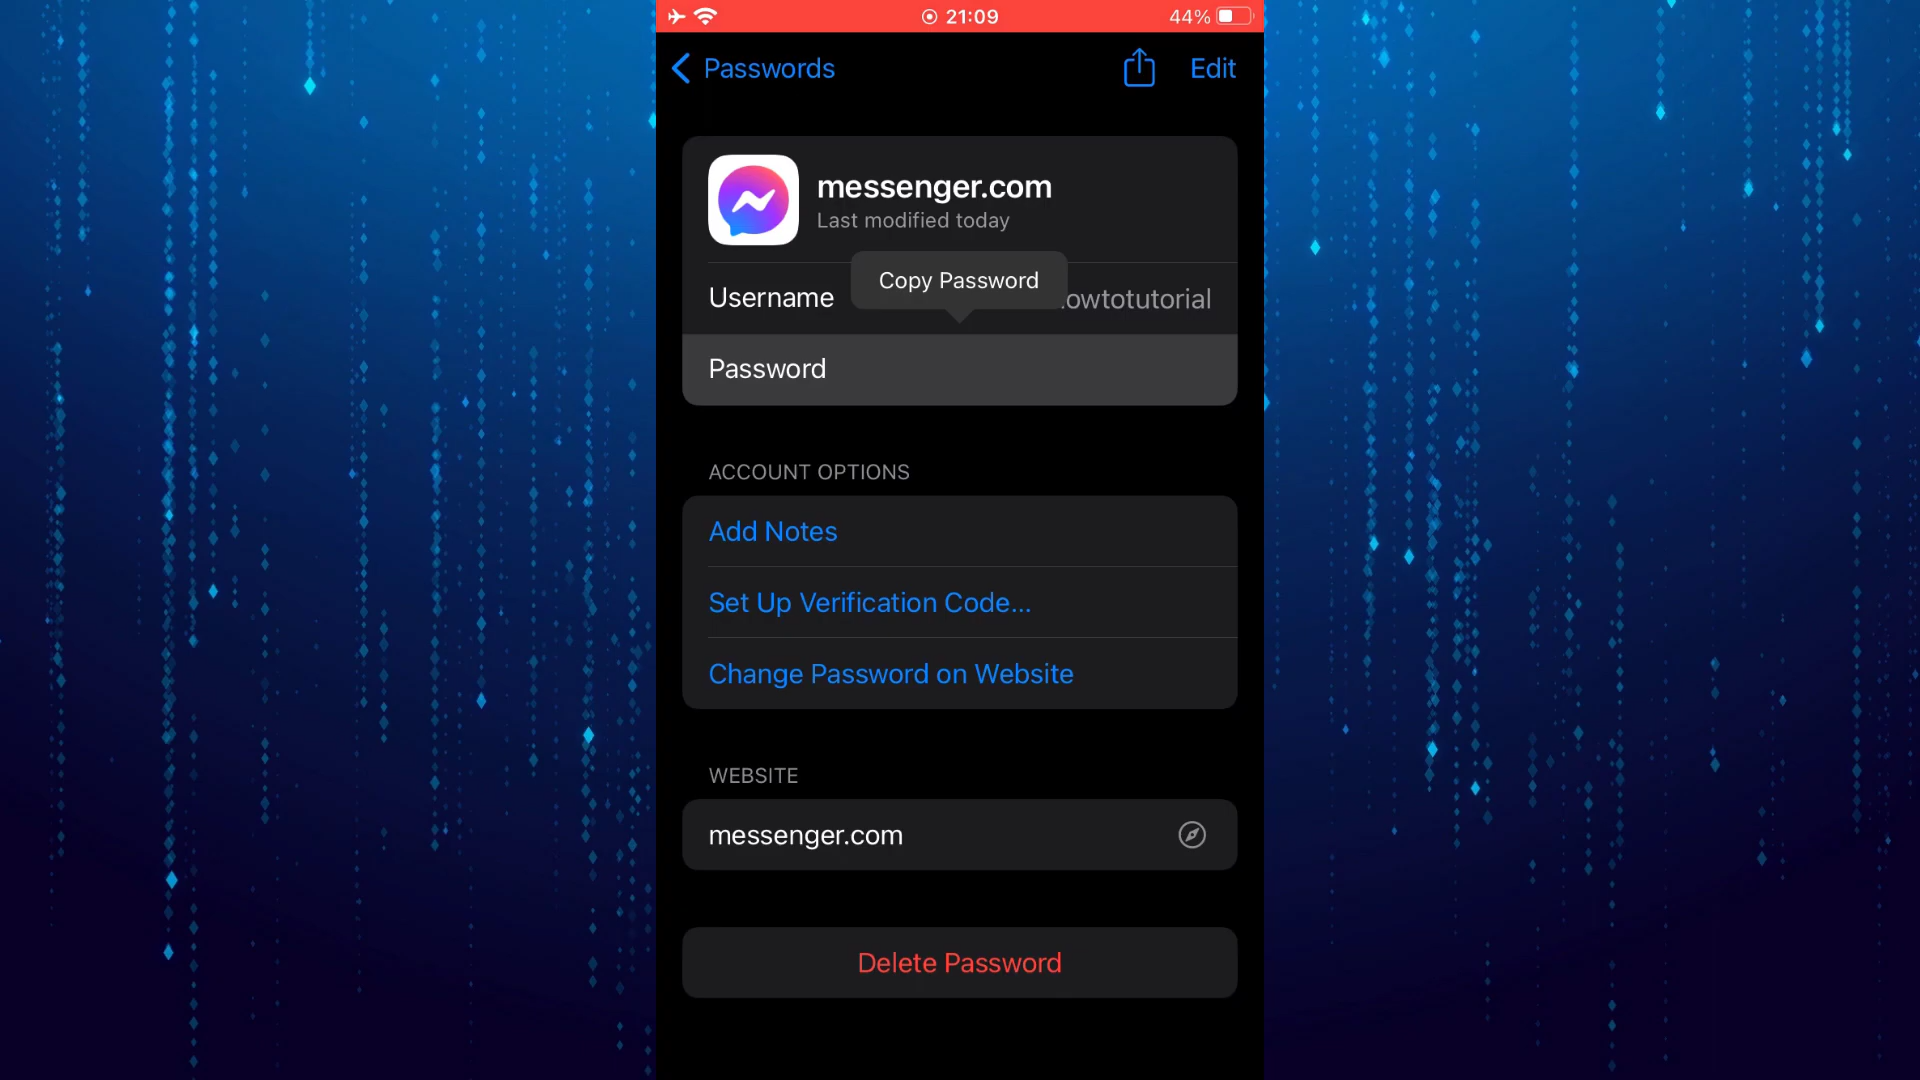 21:09
44%
Passwords
Edit
messenger.com
Last modified today
Copy Password
Username owtotutorial
Password
ACCOUNT OPTIONS
Add Notes
Set Up Verification Code...
Change Password on Website
WEBSITE
messenger.com
Delete Password